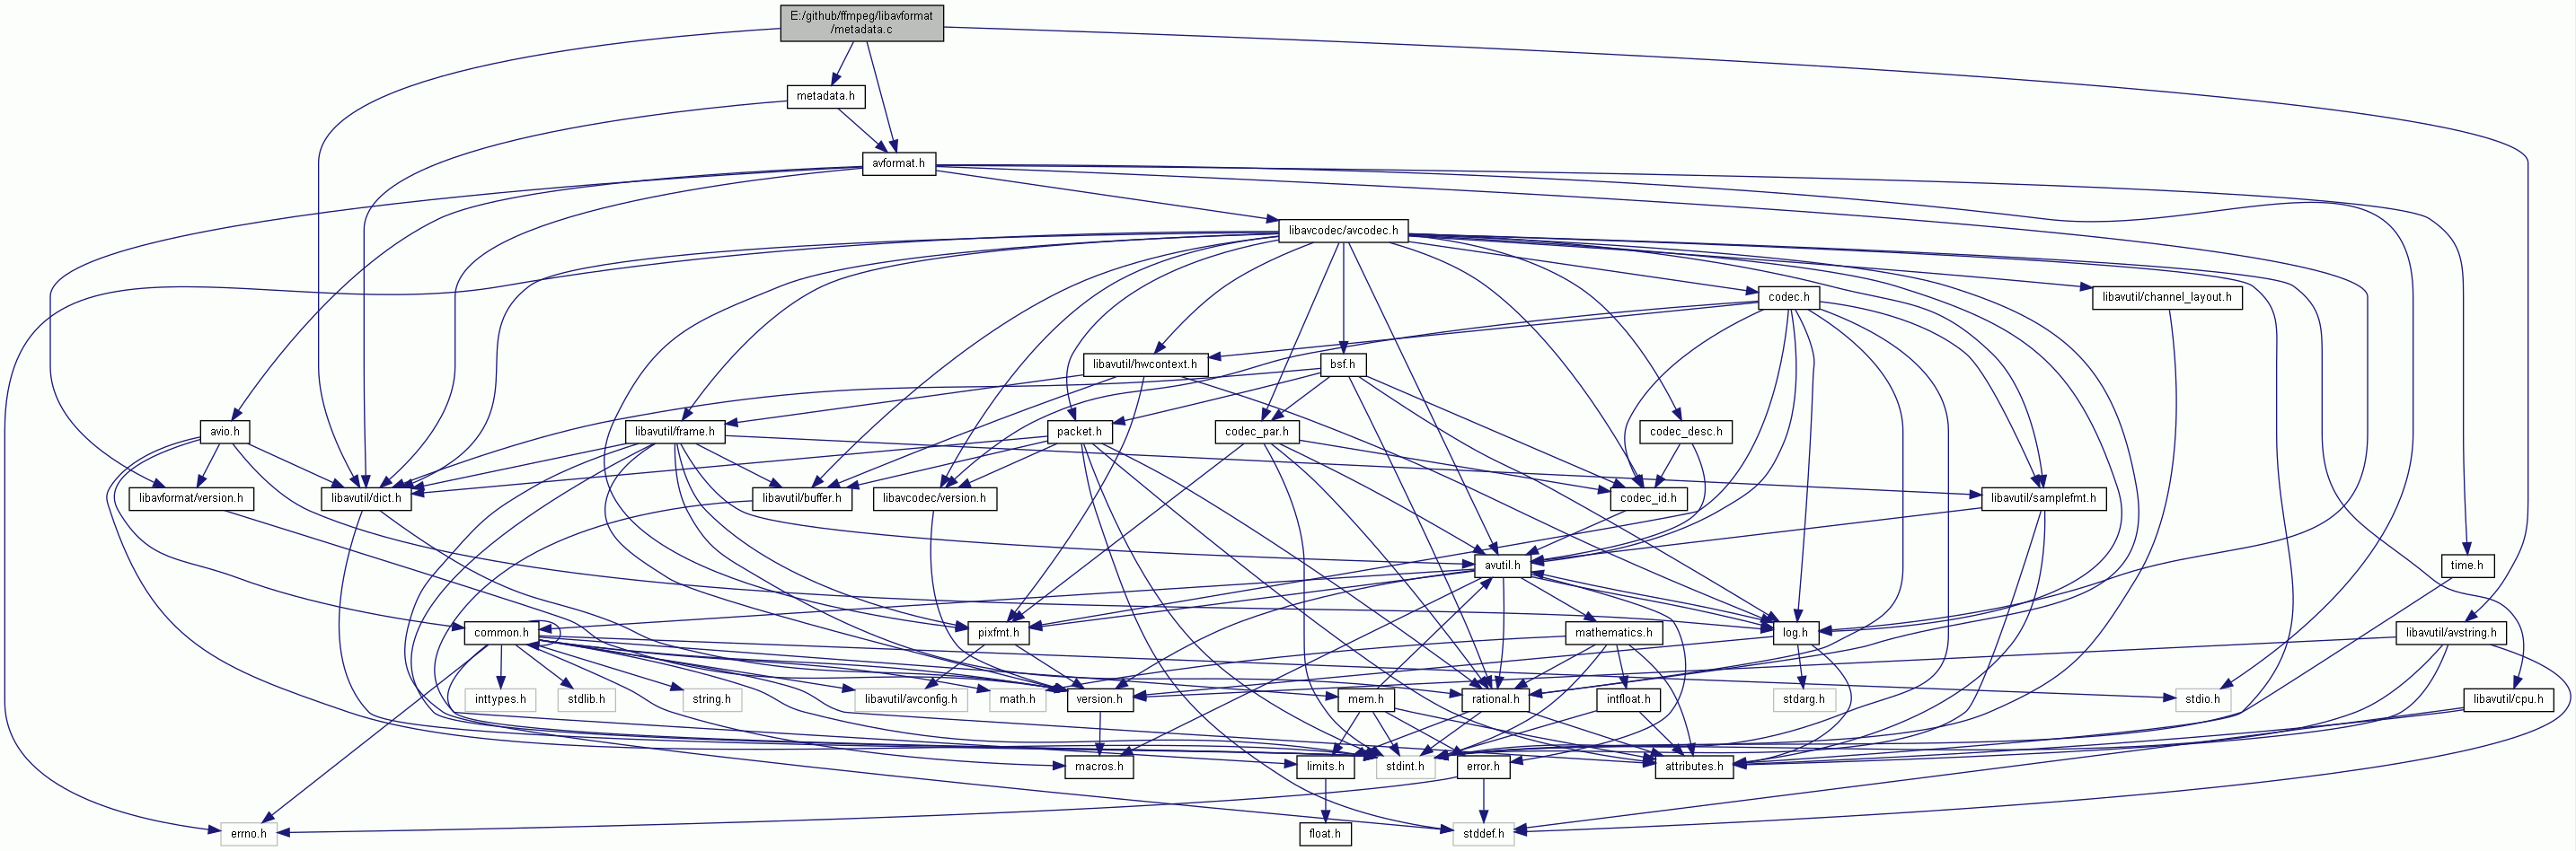 E:/github/ffmpeg/libavformat
/metadata.c
metadata.h
avformat.h
libavcodec/avcodec.h
codec.h
libavutil/channel_layout.h
libavutil/hwcontext.h
bsf.h
avio.h
libavutil/frame.h
packet.h
codec_par.h
codec_desc.h
libavformat/version.h
libavutil/dict.h
libavutil/buffer.h
libavcodec/version.h
codec_id.h
libavutil/samplefmt.h
avutil.h
time.h
common.h
pixfmt.h
mathematics.h
log.h
libavutil/avstring.h
inttypes.h
stdlib.h
string.h
libavutil/avconfig.h
math.h
version.h
mem.h
rational.h
intfloat.h
stdarg.h
stdio.h
libavutil/cpu.h
macros.h
limits.h
stdint.h
error.h
attributes.h
errno.h
float.h
stddef.h